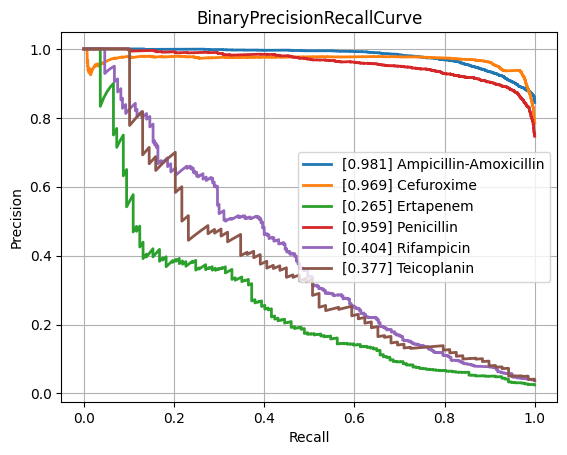 BinaryPrecisionRecallCurve
Precision
1.0
0.8
0.6
0.4
0.2
0.0
[0.981] Ampicillin-Amoxicillin
[0.969] Cefuroxime
[0.265] Ertapenem
[0.959] Penicillin
[0.404] Rifampicin
[0.377] Teicoplanin
0.0 0.2 0.4 0.6 0.8 1.0
Recall